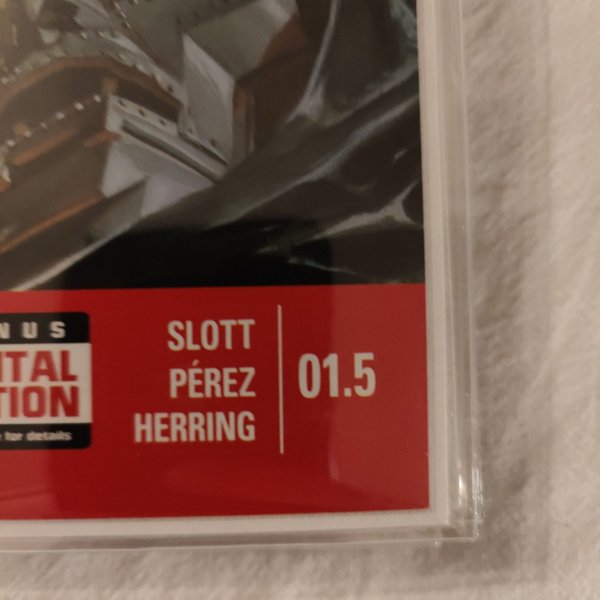 NUS
ITAL
TION
for details
SLOTT
PÉREZ
HERRING
01.5